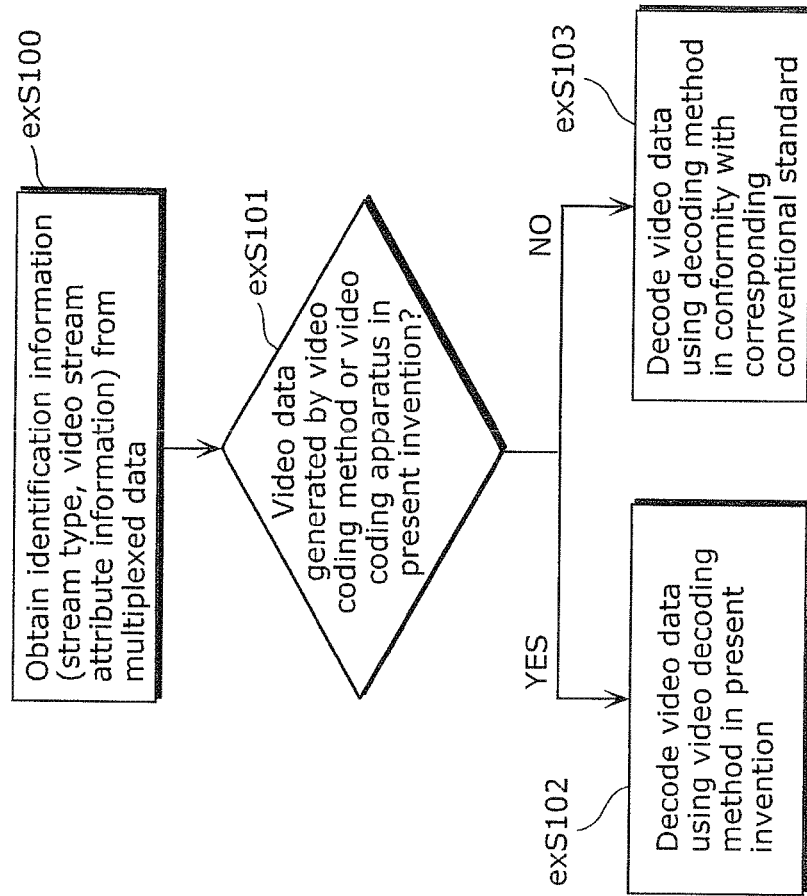 exS100
Obtain identification information
(stream type, video stream
attribute information) from
multiplexed data
exS101
Video data
generated by video
coding method or video
coding apparatus in
present invention?
YES
NO
exS102
Decode video data
using video decoding
method in present
invention
exS103
Decode video data
using decoding method
in conformity with
corresponding
conventional standard